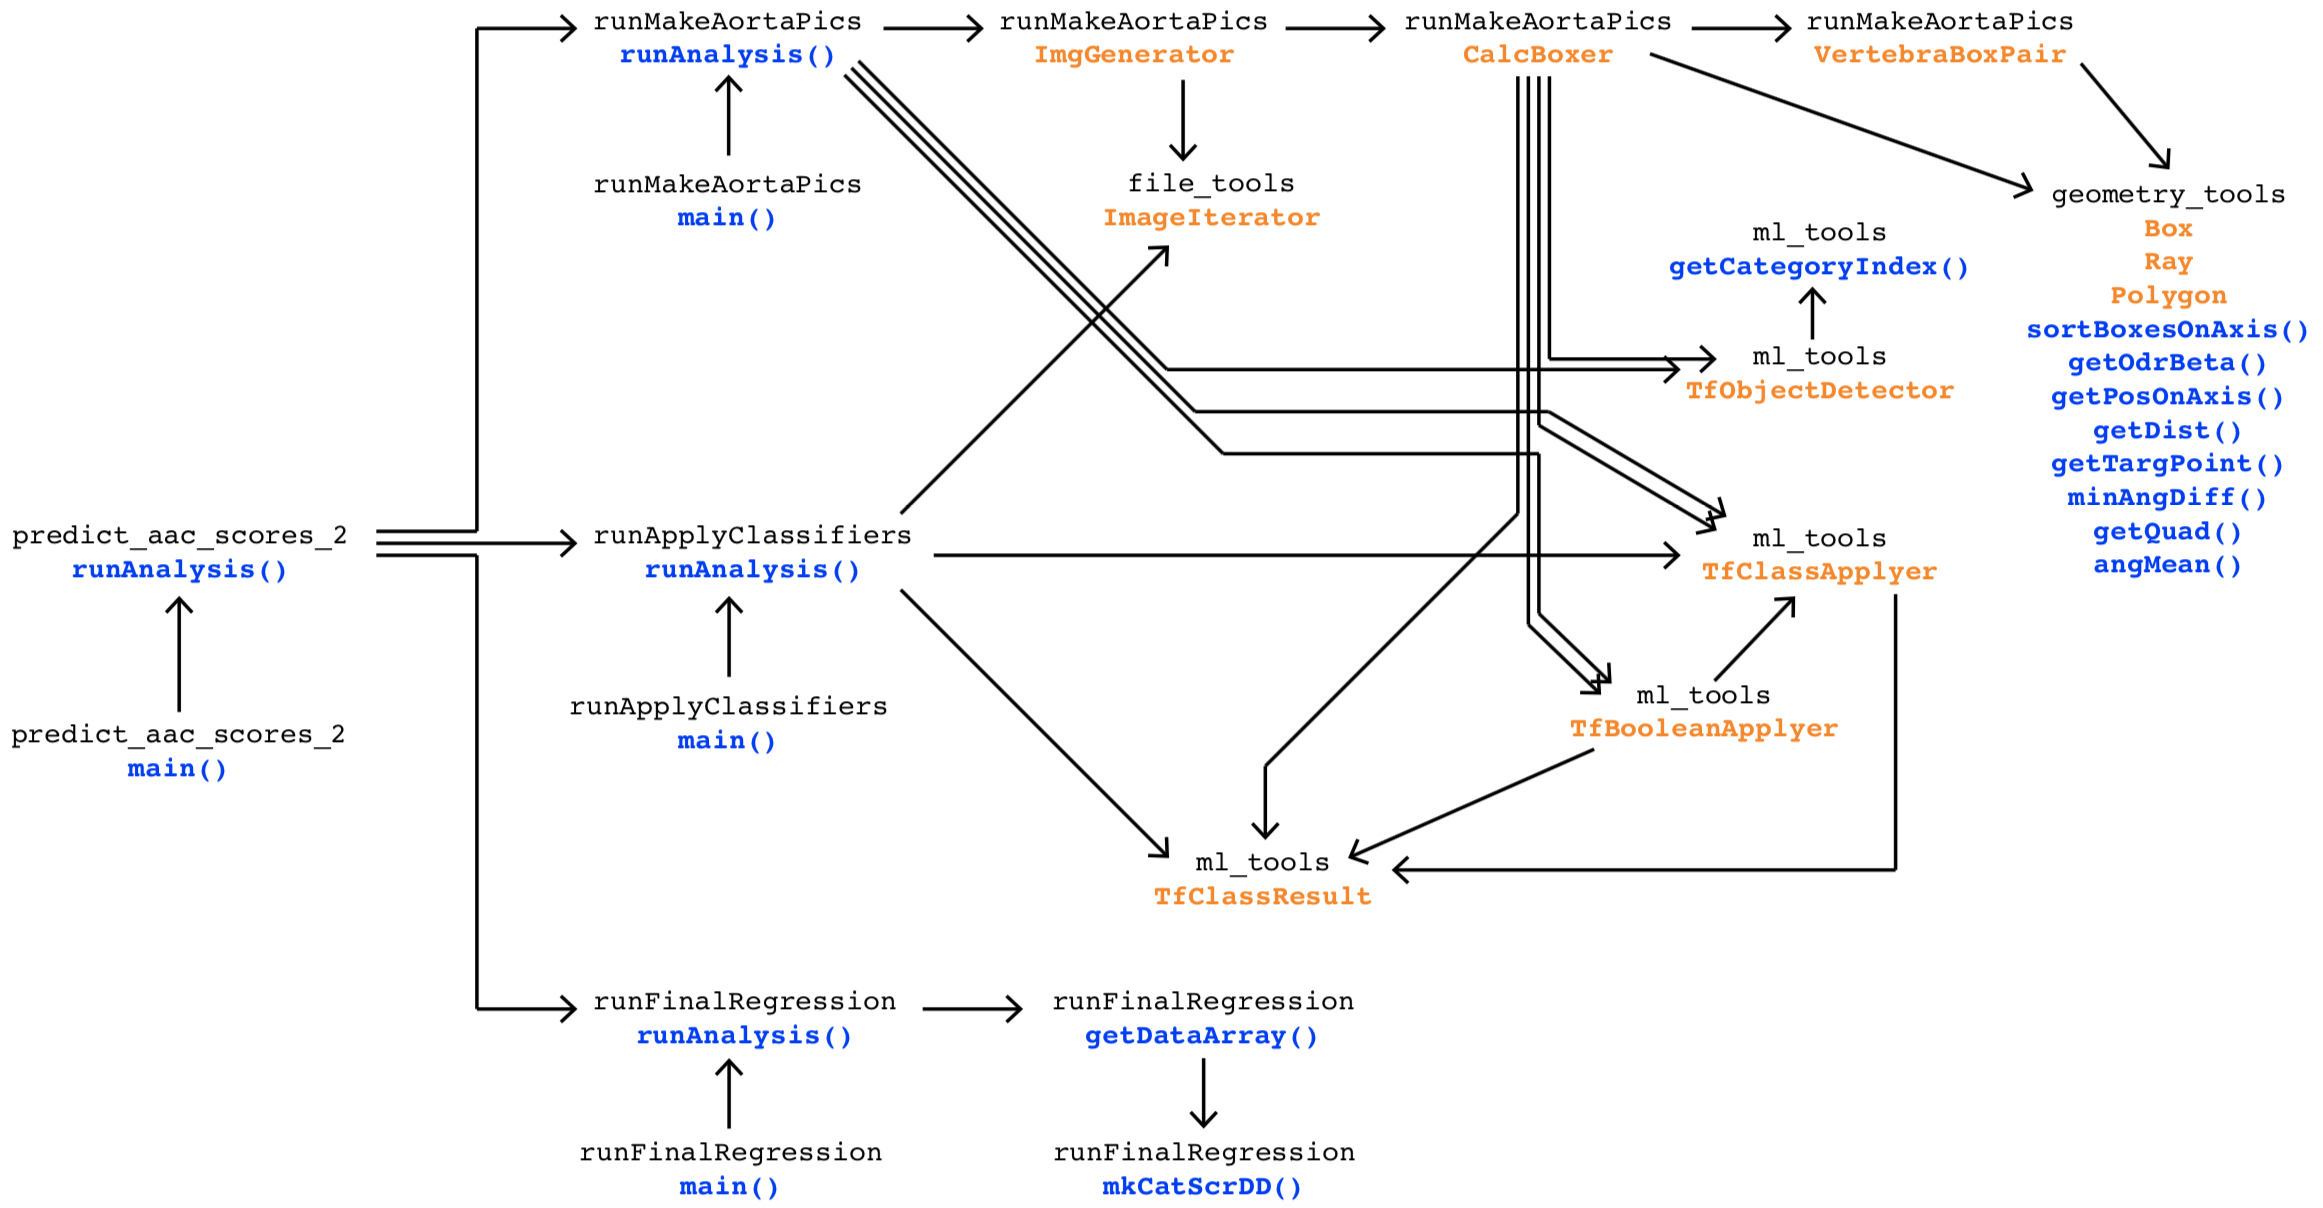 runMakeAortaPics
runAnalysis()
runMakeAortaPics
ImgGenerator
runMakeAortaPics
CalcBoxer
runMakeAortaPics
VertebraBoxPair
runMakeAortaPics
main()
file_tools
ImageIterator
geometry_tools
Box
Ray
Polygon
sortBoxesOnAxis()
getOdrBeta()
getPosOnAxis()
getDist()
getTargPoint()
minAngDiff()
getQuad()
angMean()
ml_tools
getCategoryIndex()
ml_tools
TfObjectDetector
predict_aac_scores_2
runAnalysis()
runApplyClassifiers
runAnalysis()
ml_tools
TfClassApplyer
predict_aac_scores_2
main()
runApplyClassifiers
main()
ml_tools
TfBooleanApplyer
ml_tools
TfClassResult
runFinalRegression
runAnalysis()
runFinalRegression
getDataArray()
runFinalRegression
main()
runFinalRegression
mkCatScrDD()